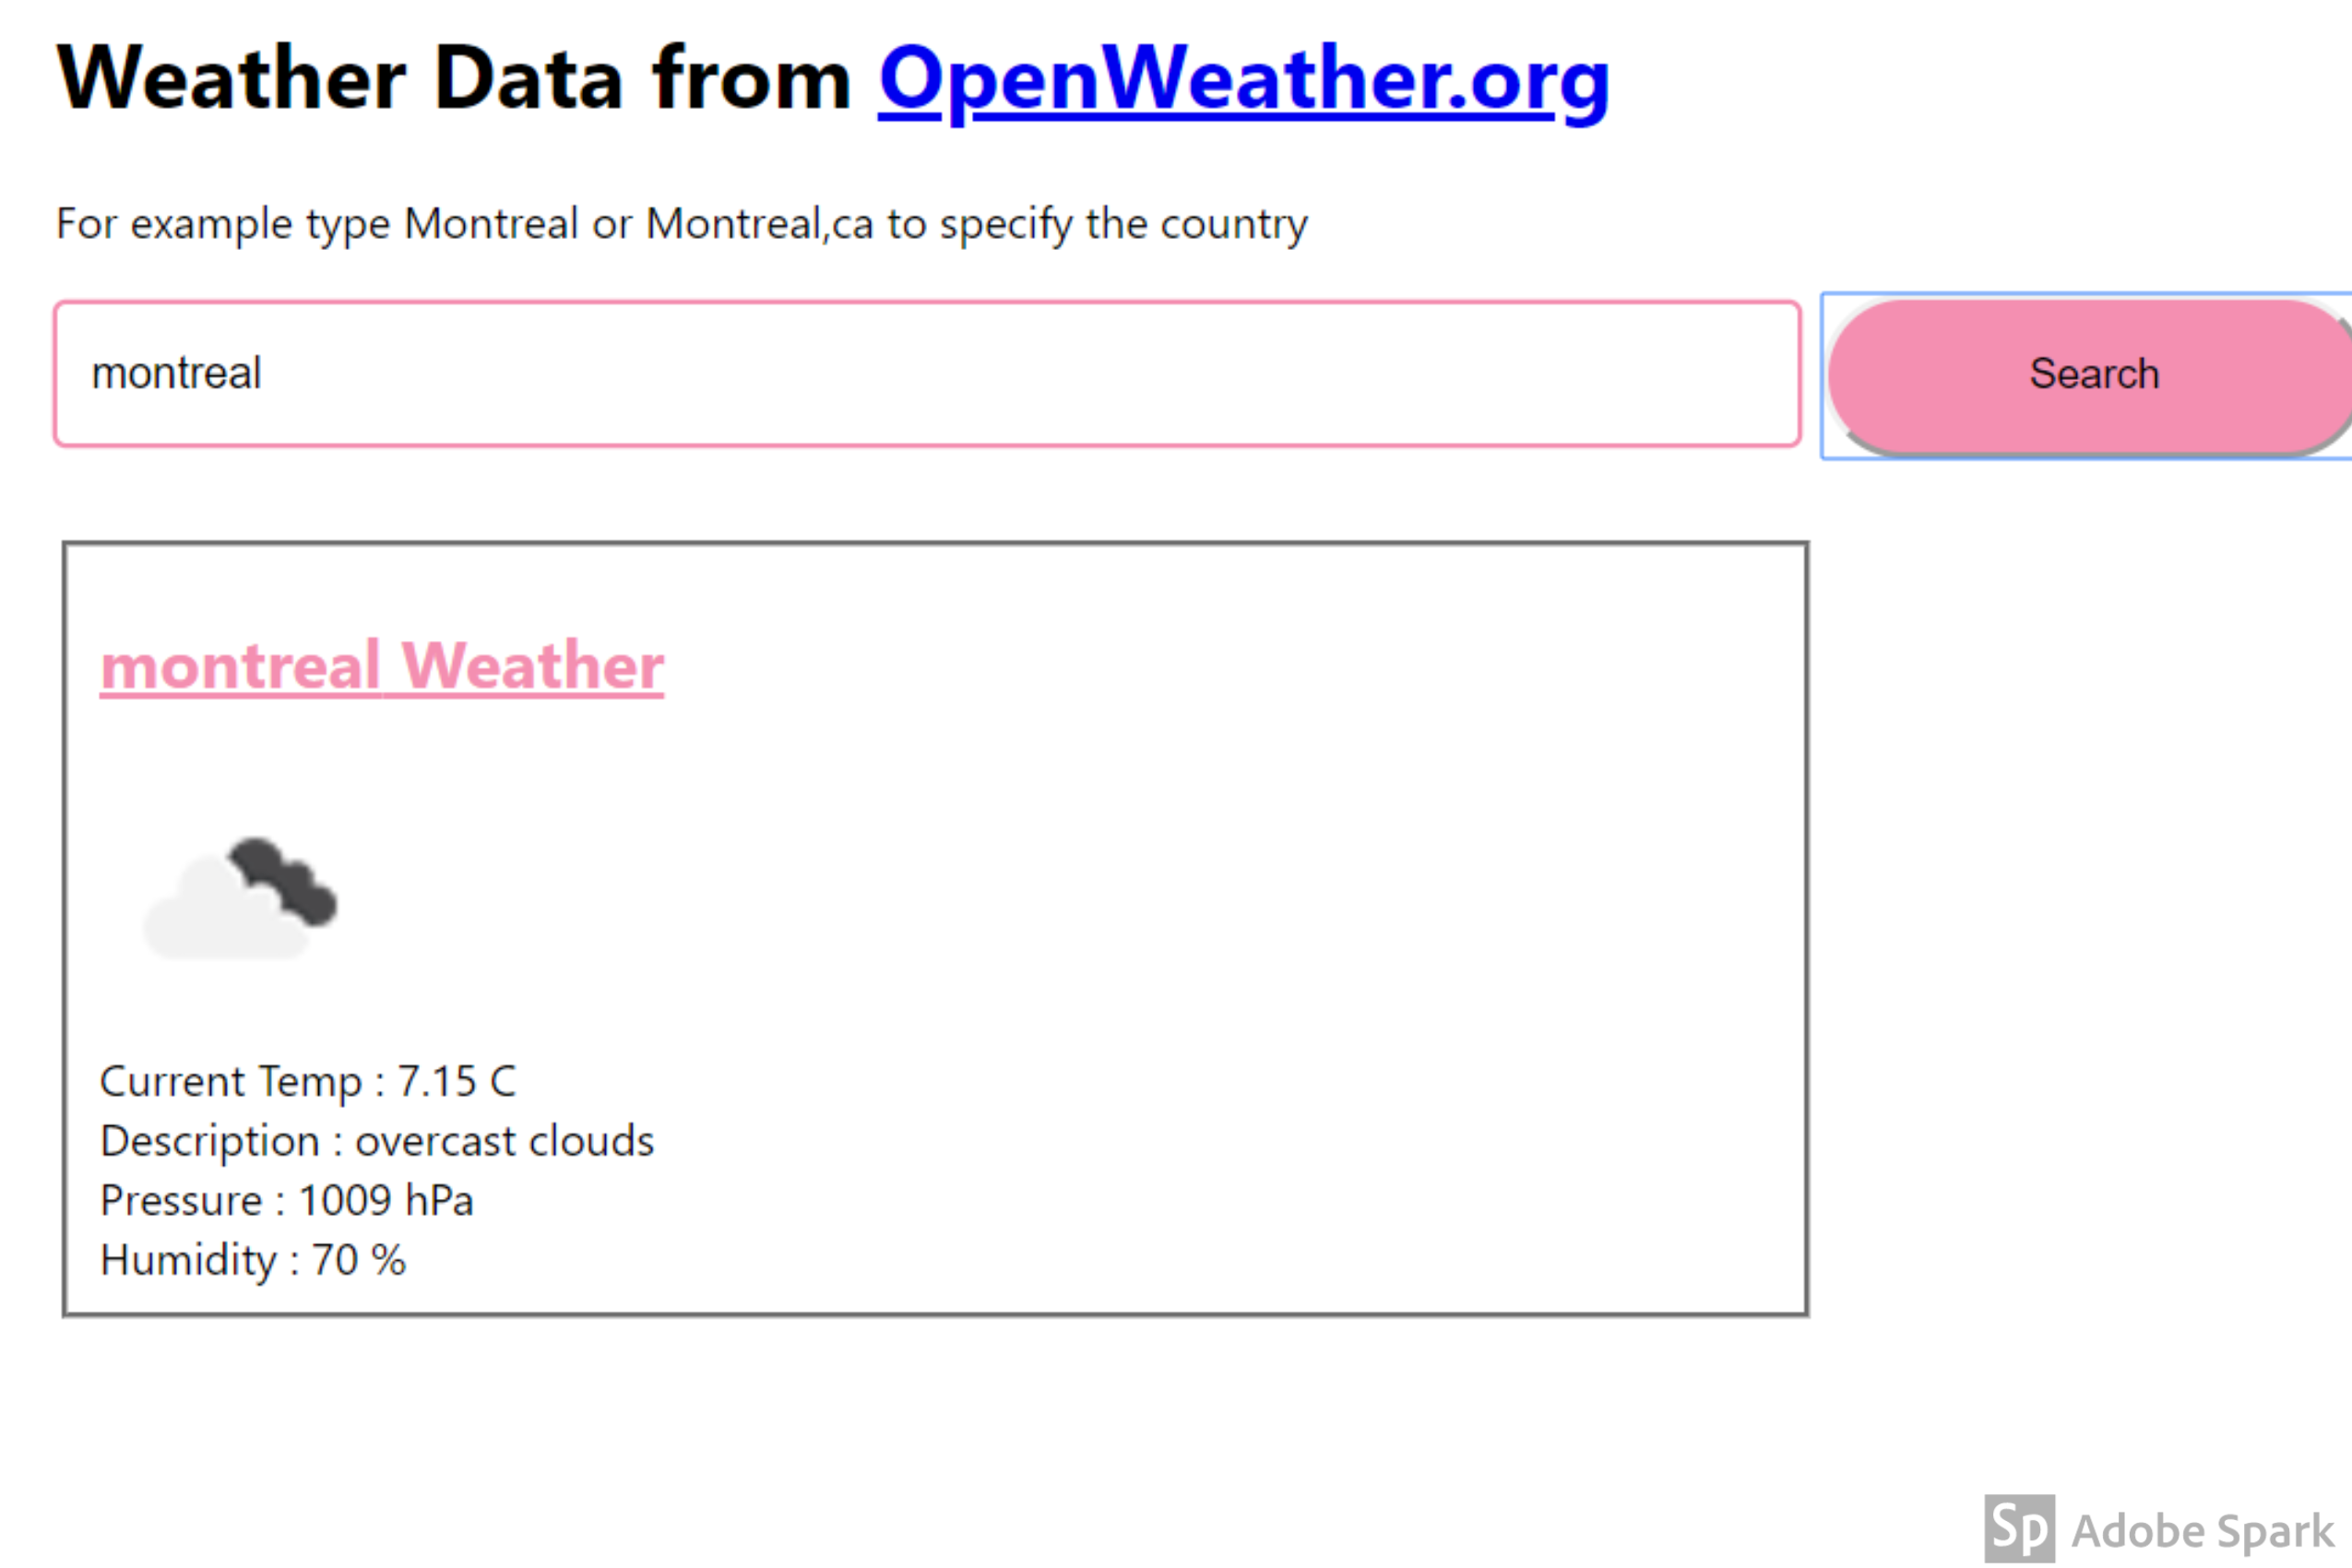 Weather Data from OpenWeather.org
For example type Montreal or Montreal,ca to specify the country
montreal
Search
montreal Weather
Current Temp : 7.15 C
Description : overcast clouds
Pressure : 1009 hPa
Humidity : 70 %
Sp Adobe Spark